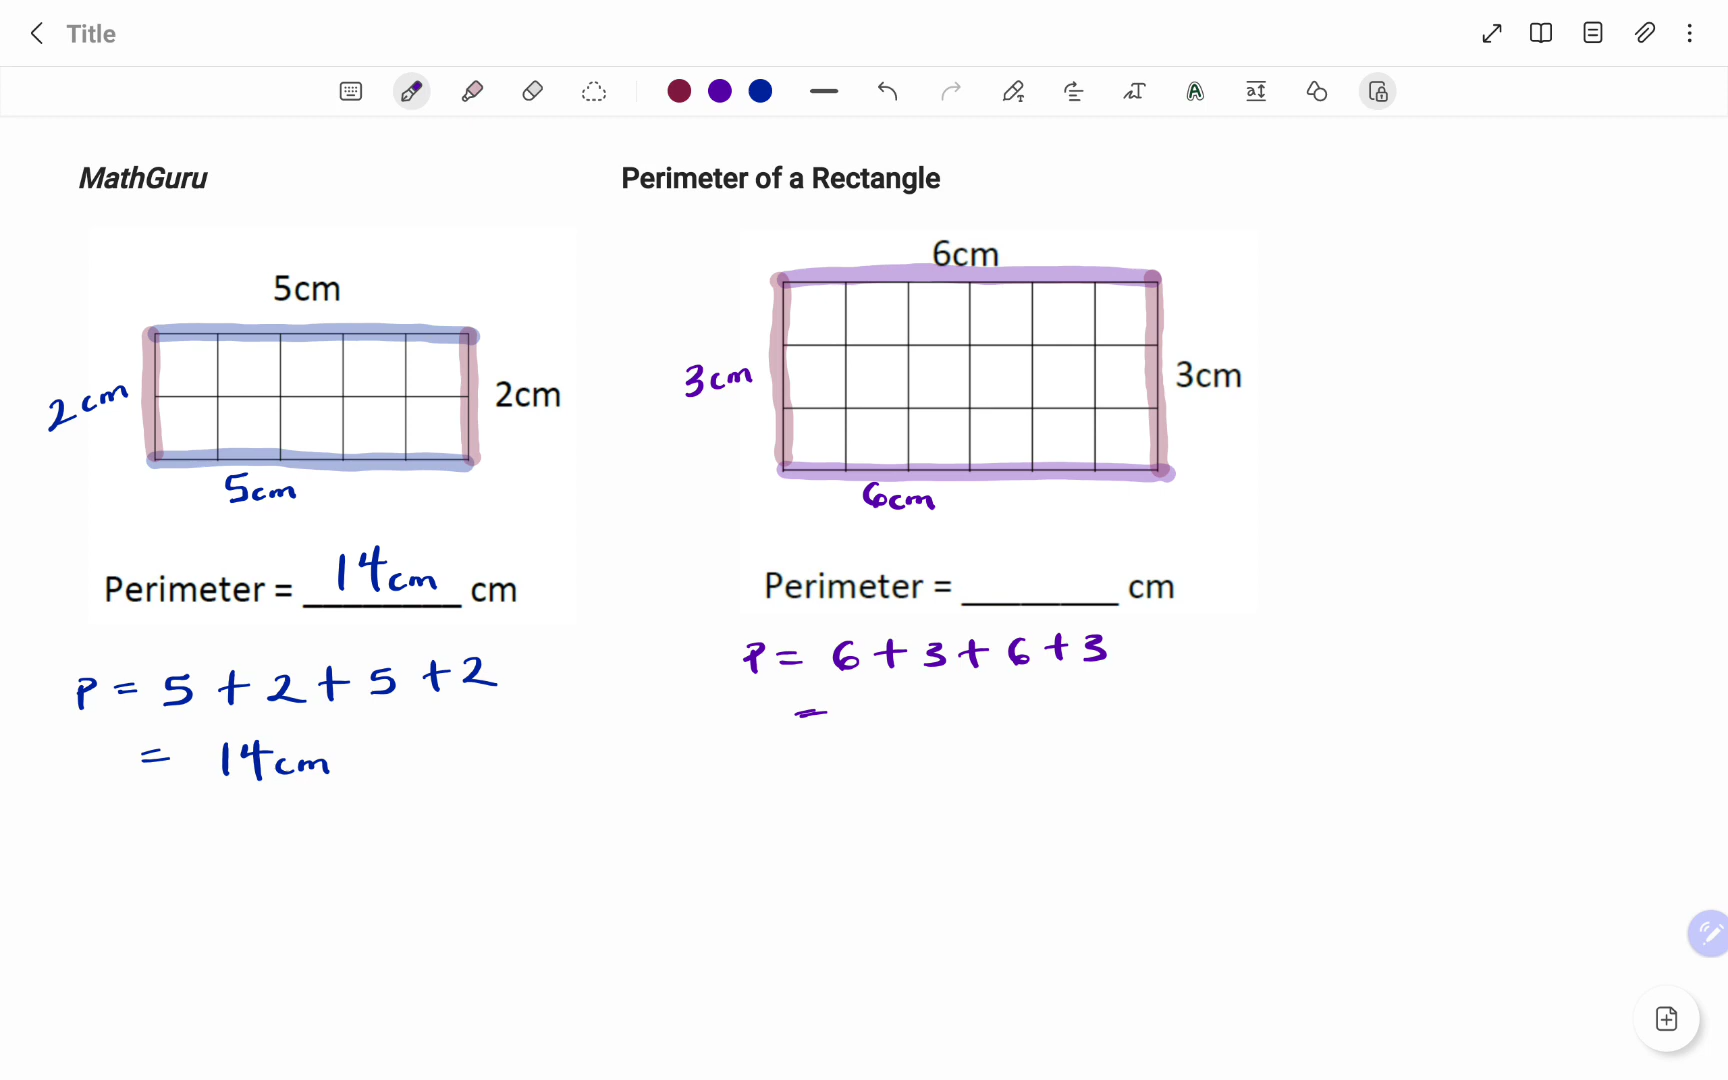 Title
MathGuru
Perimeter of a Rectangle
5cm
2cm
2cm
5cm
Perimeter = 14cm cm
P = 5 + 2 + 5 + 2
= 14cm
6cm
3cm
3cm
6cm
Perimeter = ________ cm
P = 6 + 3 + 6 + 3
=